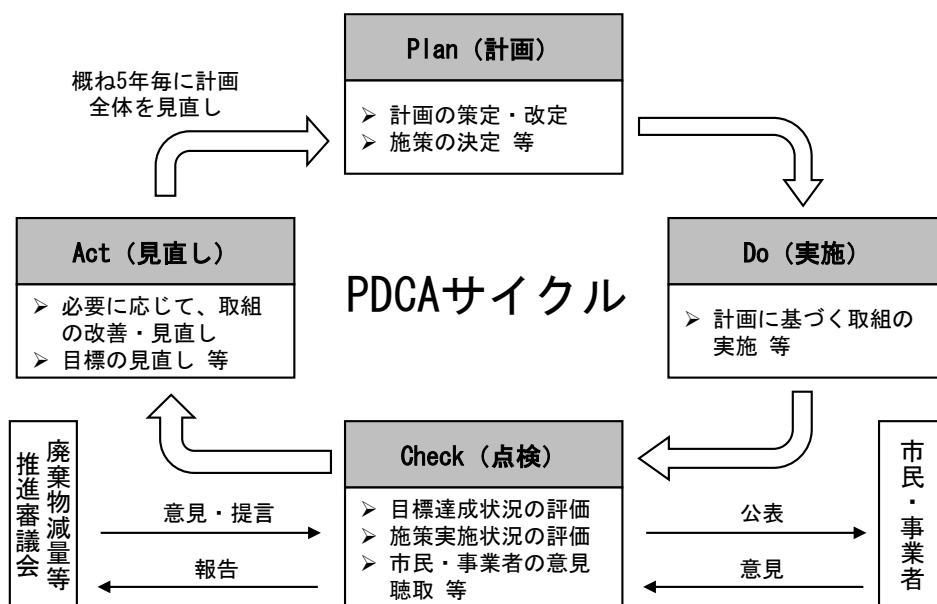 Plan（計画）
➢ 計画の策定・改定
➢ 施策の決定 等
概ね5年毎に計画
全体を見直し
Act（見直し）
➢ 必要に応じて、取組
の改善・見直し
➢ 目標の見直し 等
PDCAサイクル
Do（実施）
➢ 計画に基づく取組の
実施 等
Check（点検）
➢ 目標達成状況の評価
➢ 施策実施状況の評価
➢ 市民・事業者の意見
聴取 等
廃棄物減量等
推進審議会
意見・提言
報告
公表
意見
市民・事業者